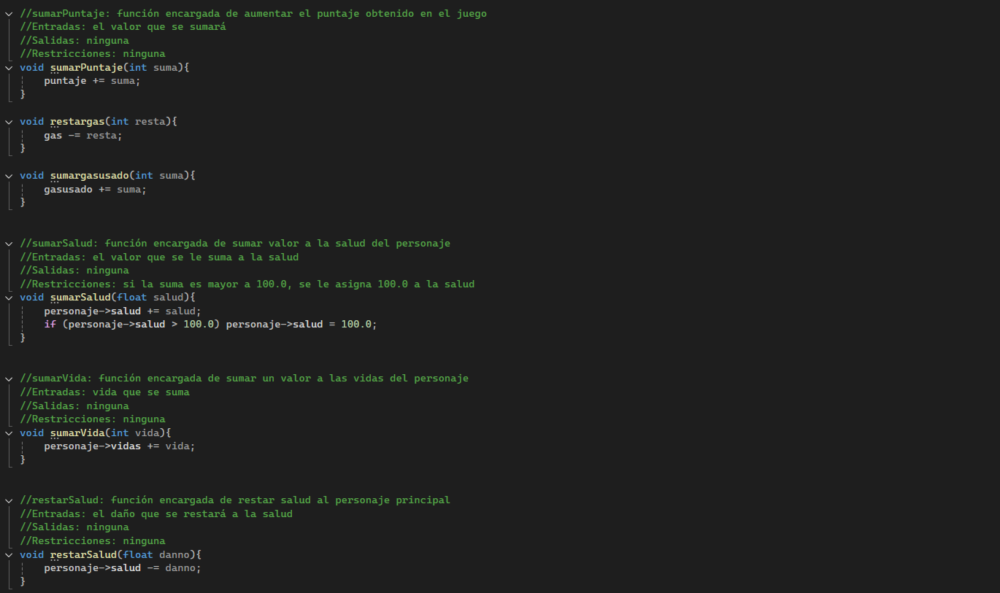 //sumarPuntaje: función encargada de aumentar el puntaje obtenido en el juego
//Entradas: el valor que se sumará
//Salidas: ninguna
//Restricciones: ninguna
void sumarPuntaje(int suma){
    puntaje += suma;
}
void restargas(int resta){
    gas -= resta;
}
void sumargasusado(int suma){
    gasusado += suma;
}
//sumarSalud: función encargada de sumar valor a la salud del personaje
//Entradas: el valor que se le suma a la salud
//Salidas: ninguna
//Restricciones: si la suma es mayor a 100.0, se le asigna 100.0 a la salud
void sumarSalud(float salud){
    personaje->salud += salud;
    if (personaje->salud > 100.0) personaje->salud = 100.0;
}
//sumarVida: función encargada de sumar un valor a las vidas del personaje
//Entradas: vida que se suma
//Salidas: ninguna
//Restricciones: ninguna
void sumarVida(int vida){
    personaje->vidas += vida;
}
//restarSalud: función encargada de restar salud al personaje principal
//Entradas: el daño que se restará a la salud
//Salidas: ninguna
//Restricciones: ninguna
void restarSalud(float danno){
    personaje->salud -= danno;
}